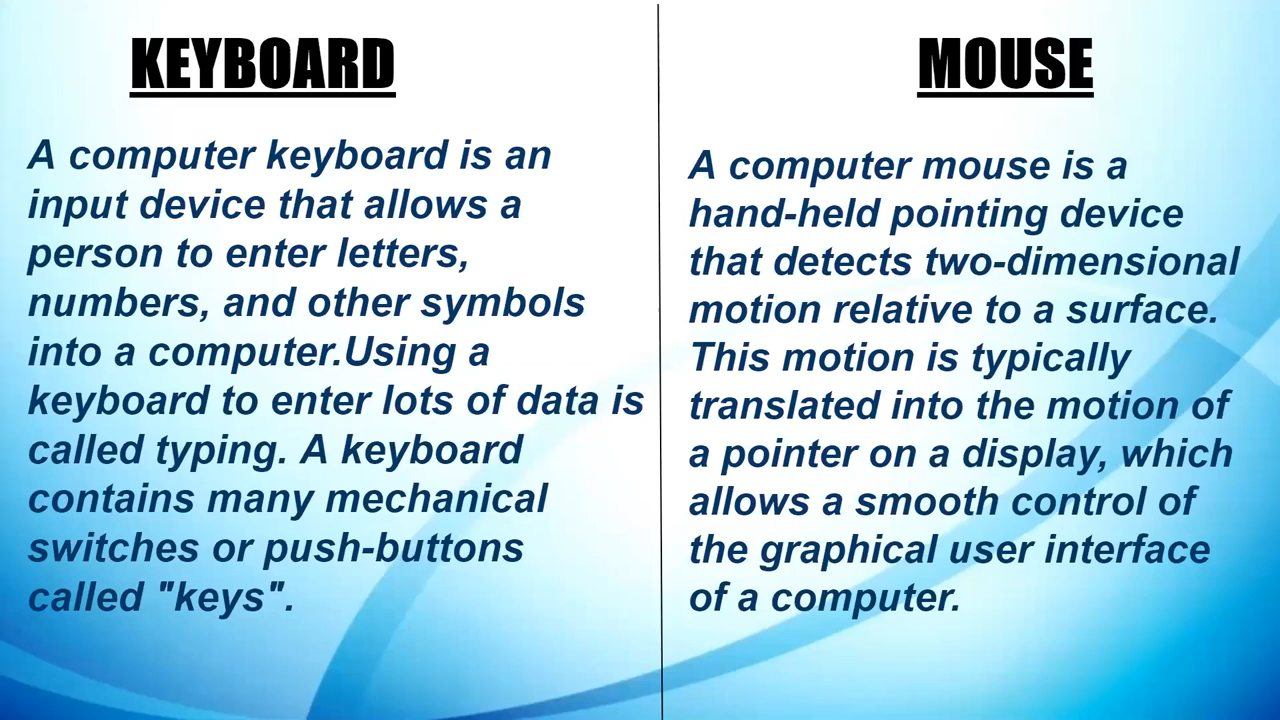 KEYBOARD
A computer keyboard is an
input device that allows a
person to enter letters,
numbers, and other symbols
into a computer.Using a
keyboard to enter lots of data is
called typing. A keyboard
contains many mechanical
switches or push-buttons
called "keys".
MOUSE
A computer mouse is a
hand-held pointing device
that detects two-dimensional
motion relative to a surface.
This motion is typically
translated into the motion of
a pointer on a display, which
allows a smooth control of
the graphical user interface
of a computer.